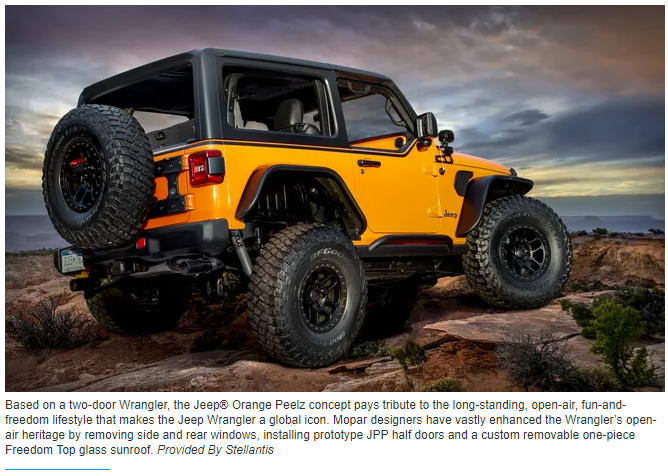 BFGoodrich
Jeep
Based on a two-door Wrangler, the Jeep® Orange Peelz concept pays tribute to the long-standing, open-air, fun-and-
freedom lifestyle that makes the Jeep Wrangler a global icon. Mopar designers have vastly enhanced the Wrangler's open-
air heritage by removing side and rear windows, installing prototype JPP half doors and a custom removable one-piece
Freedom Top glass sunroof. Provided By Stellantis